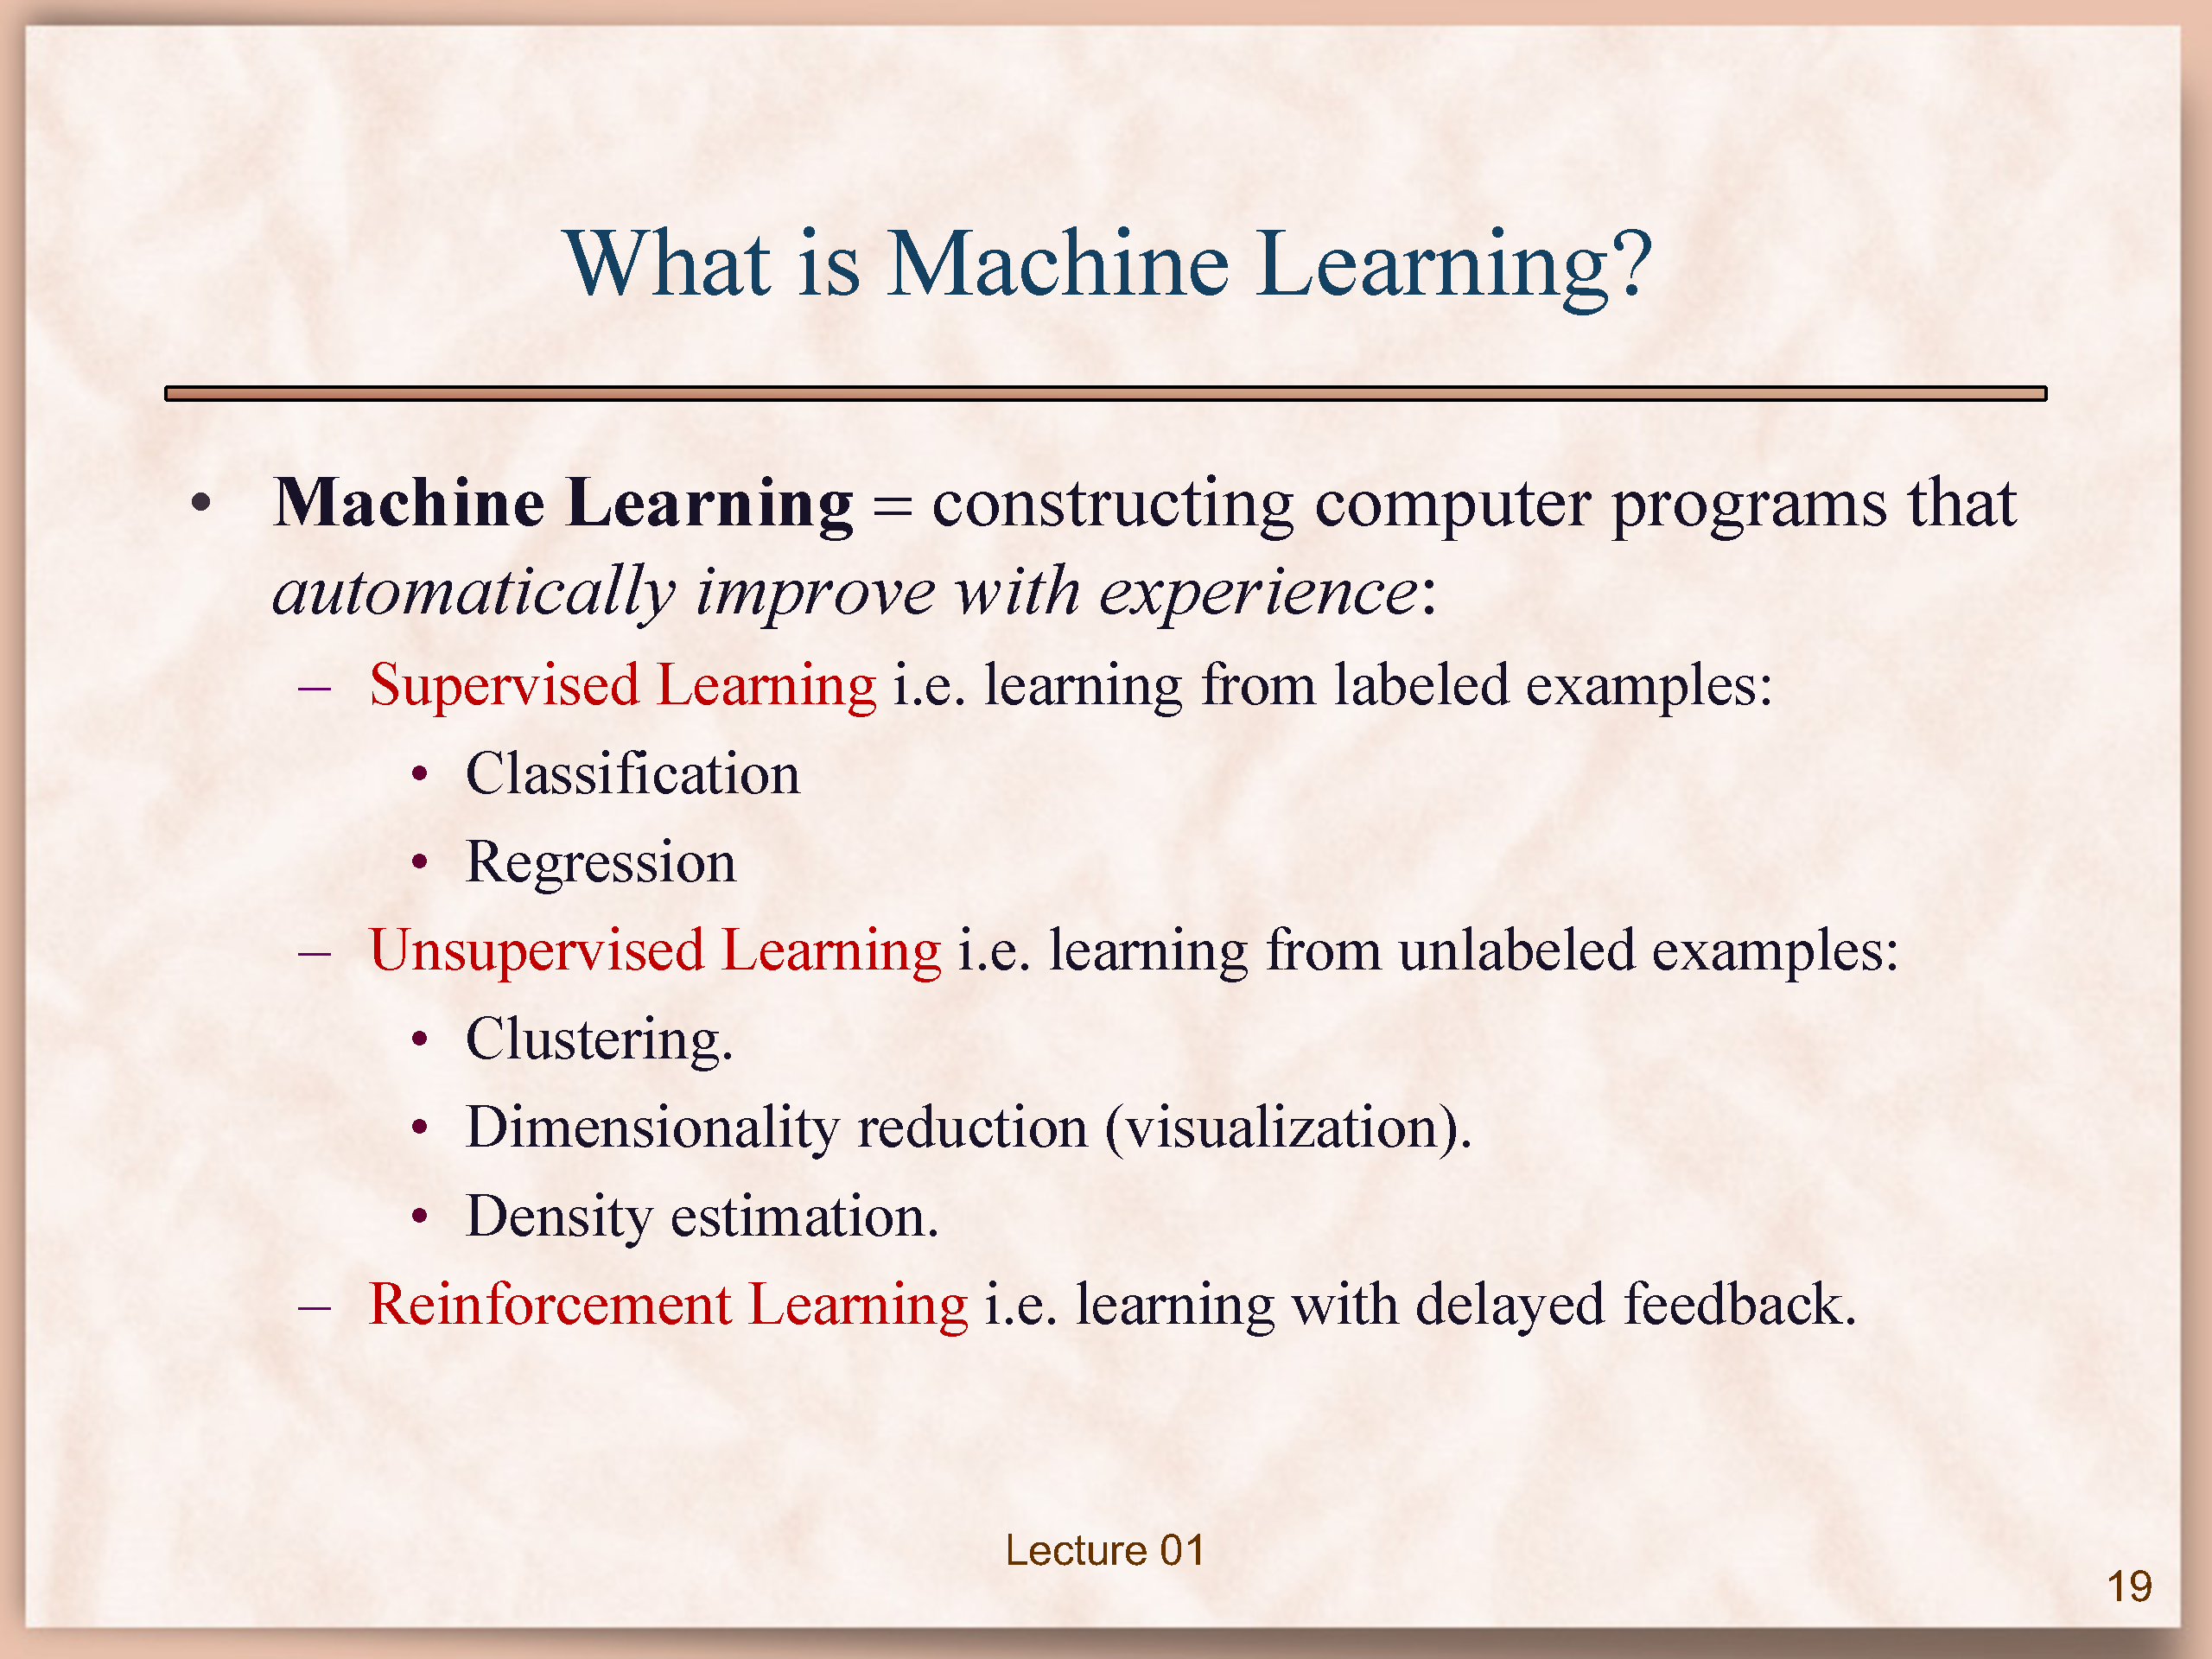 What is Machine Learning?
• Machine Learning = constructing computer programs that
automatically improve with experience:
– Supervised Learning i.e. learning from labeled examples:
• Classification
• Regression
– Unsupervised Learning i.e. learning from unlabeled examples:
• Clustering.
• Dimensionality reduction (visualization).
• Density estimation.
– Reinforcement Learning i.e. learning with delayed feedback.
Lecture 01
19